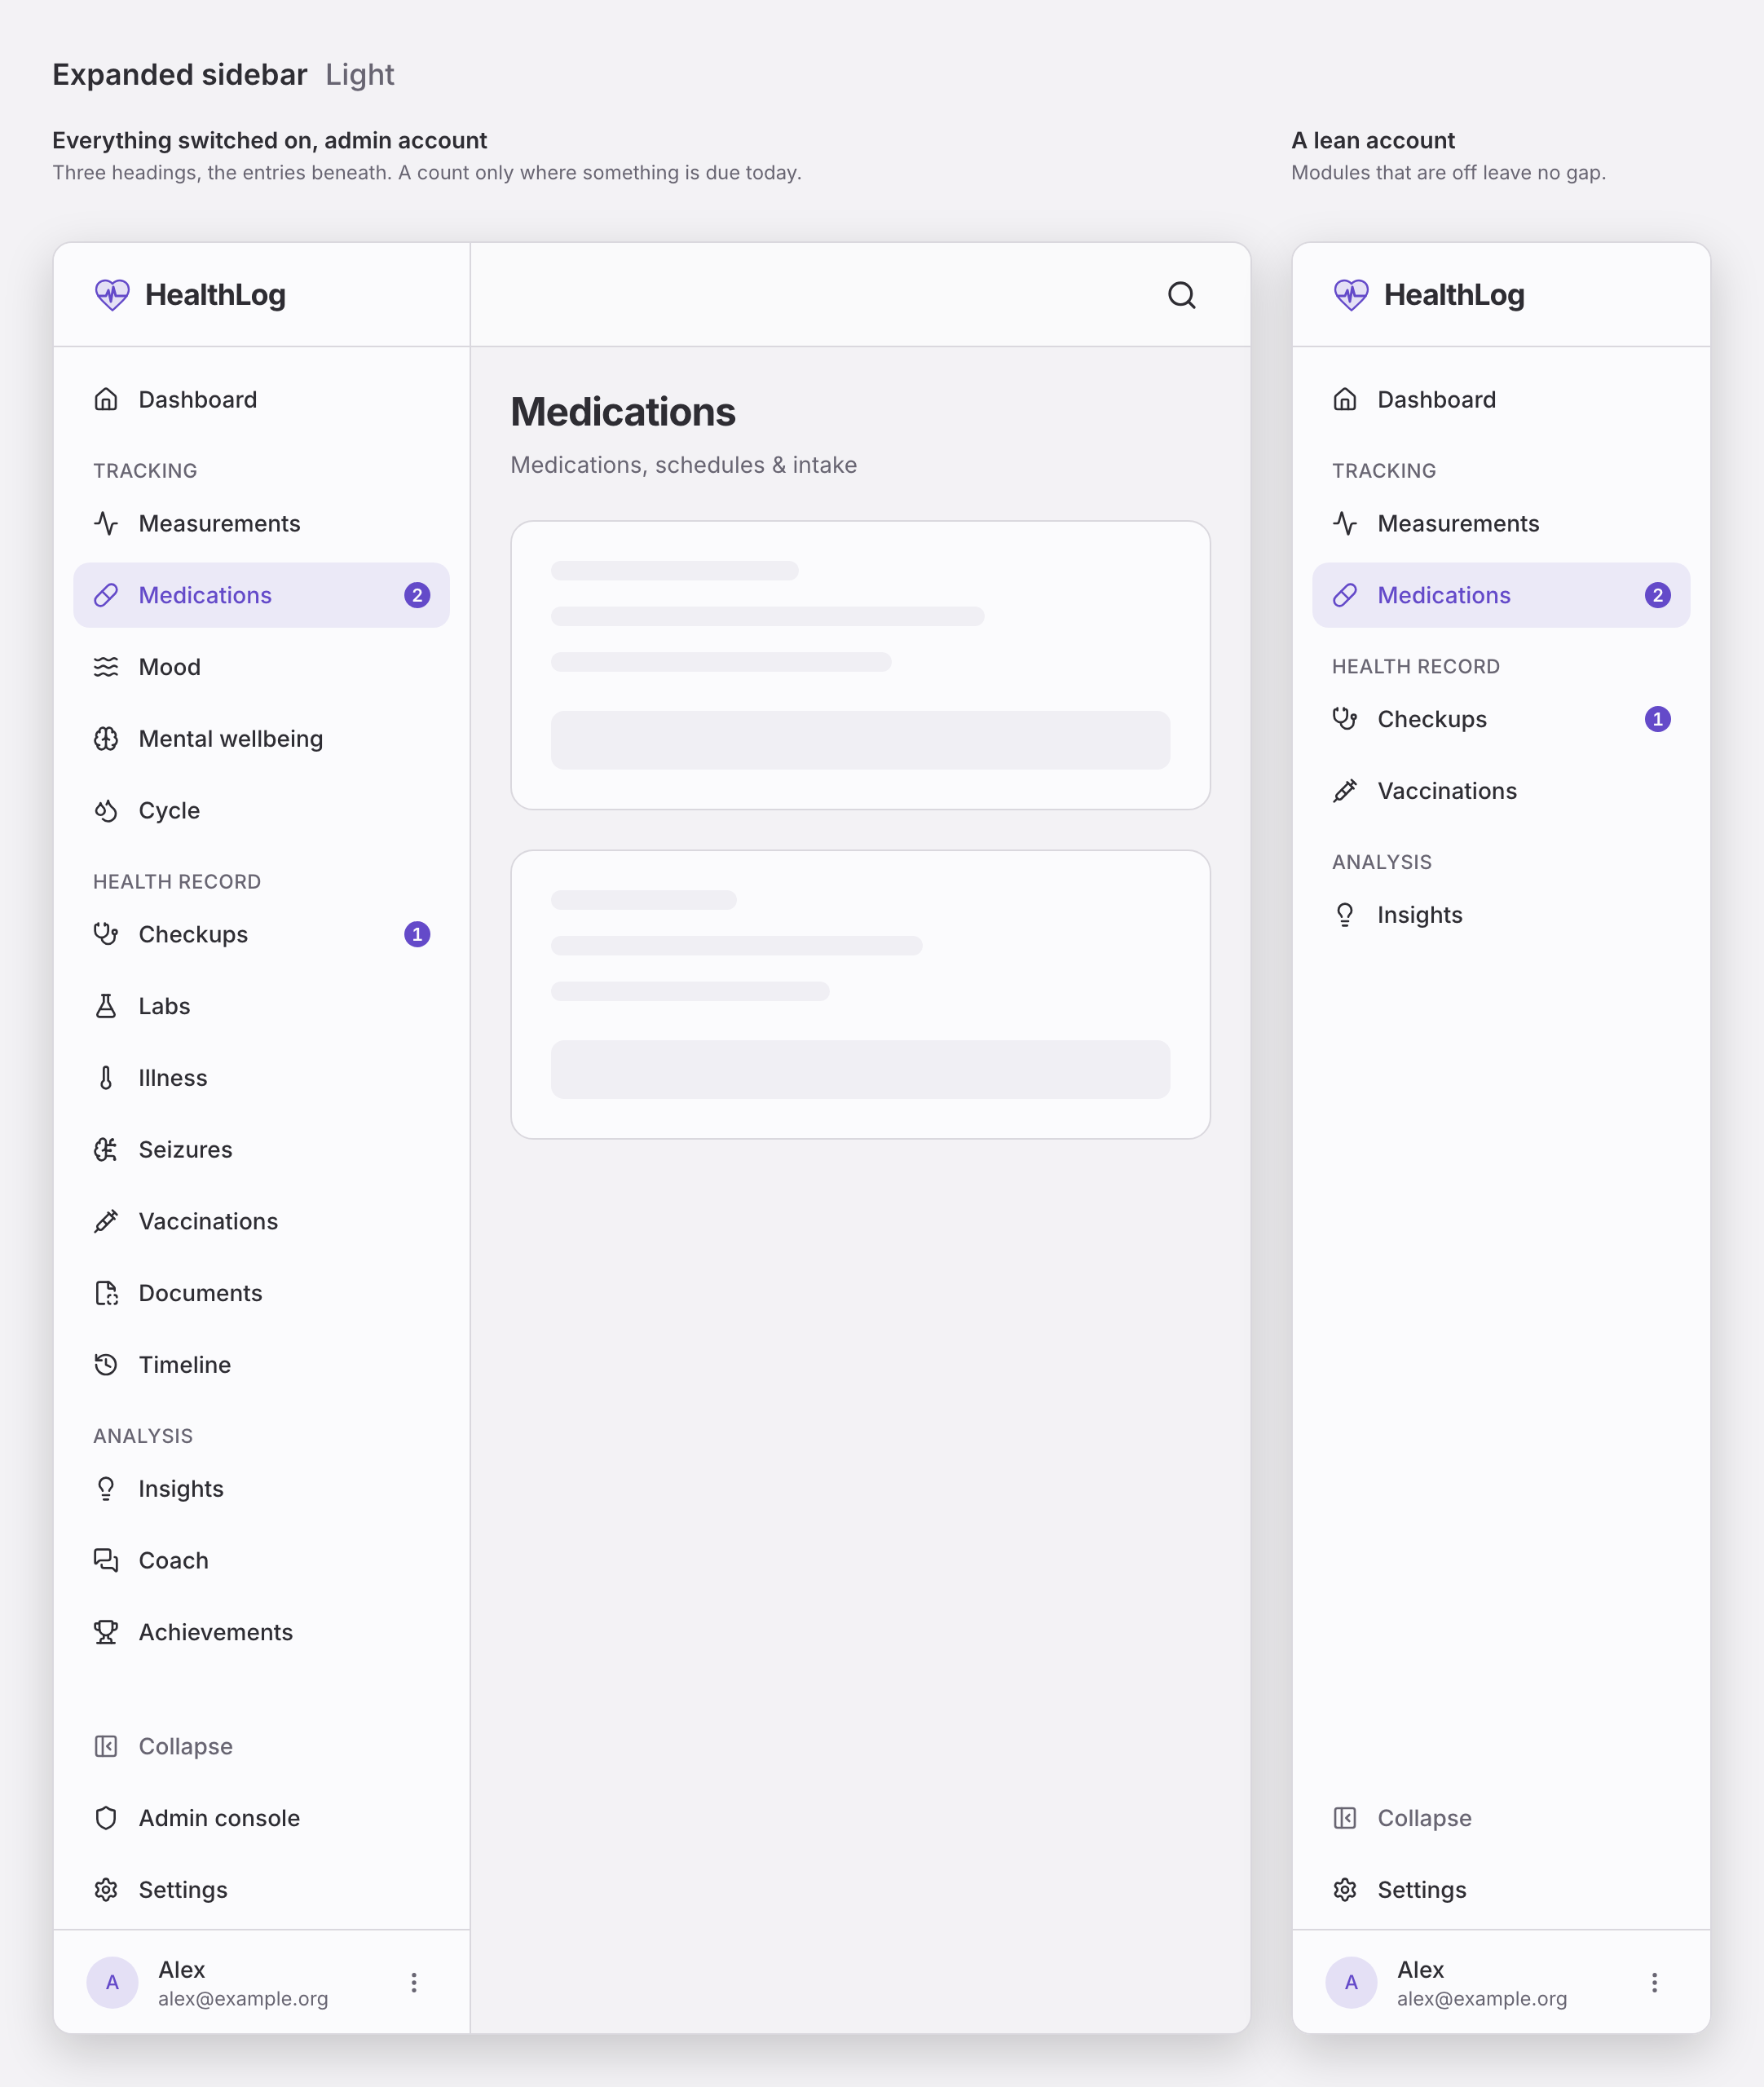 Expanded sidebar Light
Everything switched on, admin account
Three headings, the entries beneath. A count only where something is due today.
HealthLog
Dashboard
TRACKING
Measurements
Medications 2
Mood
Mental wellbeing
Cycle
HEALTH RECORD
Checkups 1
Labs
Illness
Seizures
Vaccinations
Documents
Timeline
ANALYSIS
Insights
Coach
Achievements
Collapse
Admin console
Settings
A
Alex
alex@example.org
Medications
Medications, schedules & intake
A lean account
Modules that are off leave no gap.
HealthLog
Dashboard
TRACKING
Measurements
Medications 2
HEALTH RECORD
Checkups 1
Vaccinations
ANALYSIS
Insights
Collapse
Settings
A
Alex
alex@example.org